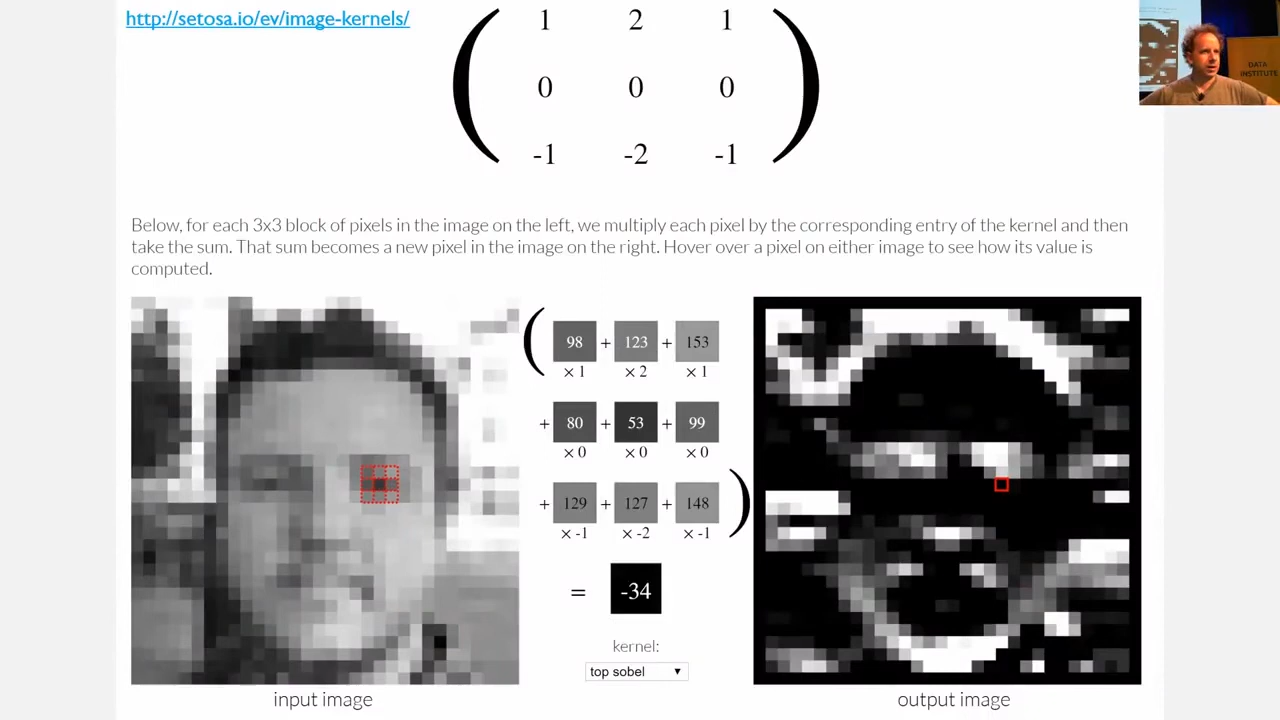 http://setosa.io/ev/image-kernels/
1 2 1
0 0 0
-1 -2 -1
DATA
INSTITUTE
Below, for each 3x3 block of pixels in the image on the left, we multiply each pixel by the corresponding entry of the kernel and then
take the sum. That sum becomes a new pixel in the image on the right. Hover over a pixel on either image to see how its value is
computed.
( 98 + 123 + 153
× 1 × 2 × 1
+ 80 + 53 + 99
× 0 × 0 × 0
+ 129 + 127 + 148 )
× -1 × -2 × -1
= -34
kernel:
top sobel ▼
input image
output image